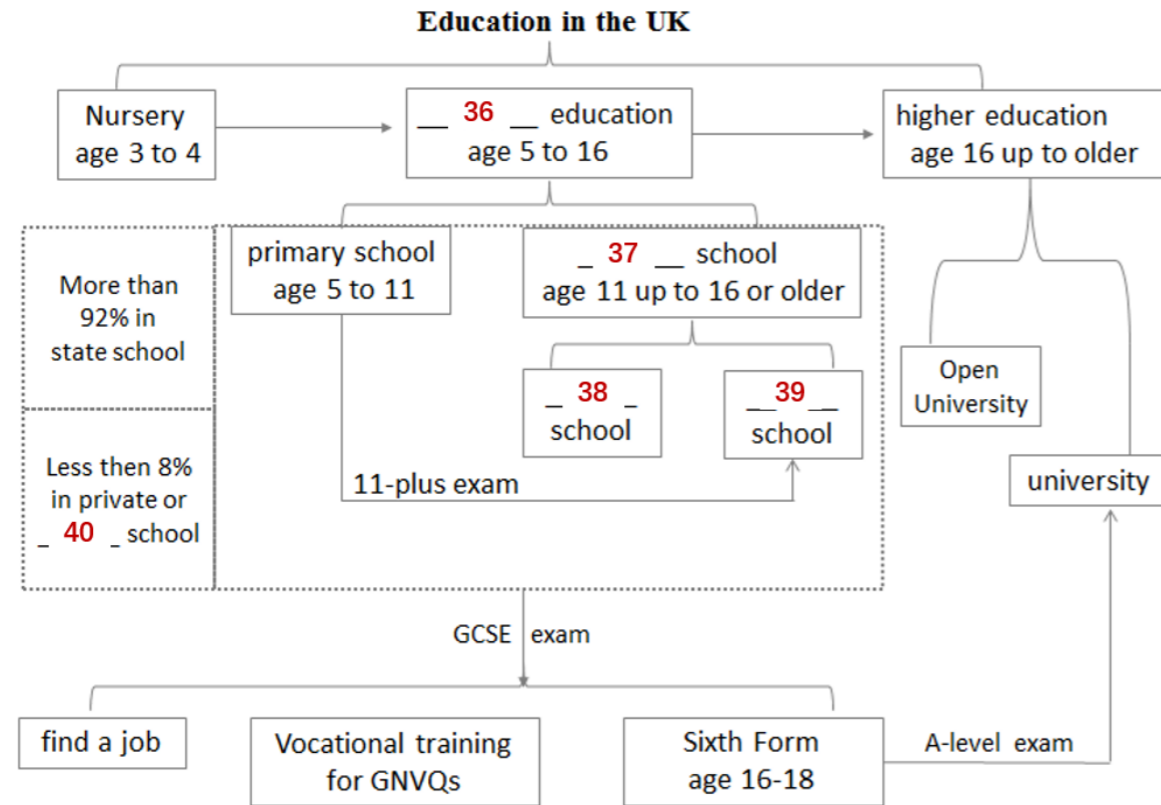 Education in the UK
Nursery
age 3 to 4
__ 36 __ education
age 5 to 16
higher education
age 16 up to older
More than
92% in
state school
Less then 8%
in private or
_ 40 _ school
primary school
age 5 to 11
_ 37 __ school
age 11 up to 16 or older
_ 38 _
school
__39__
school
11-plus exam
Open
University
university
GCSE exam
find a job
Vocational training
for GNVQs
Sixth Form
age 16-18
A-level exam